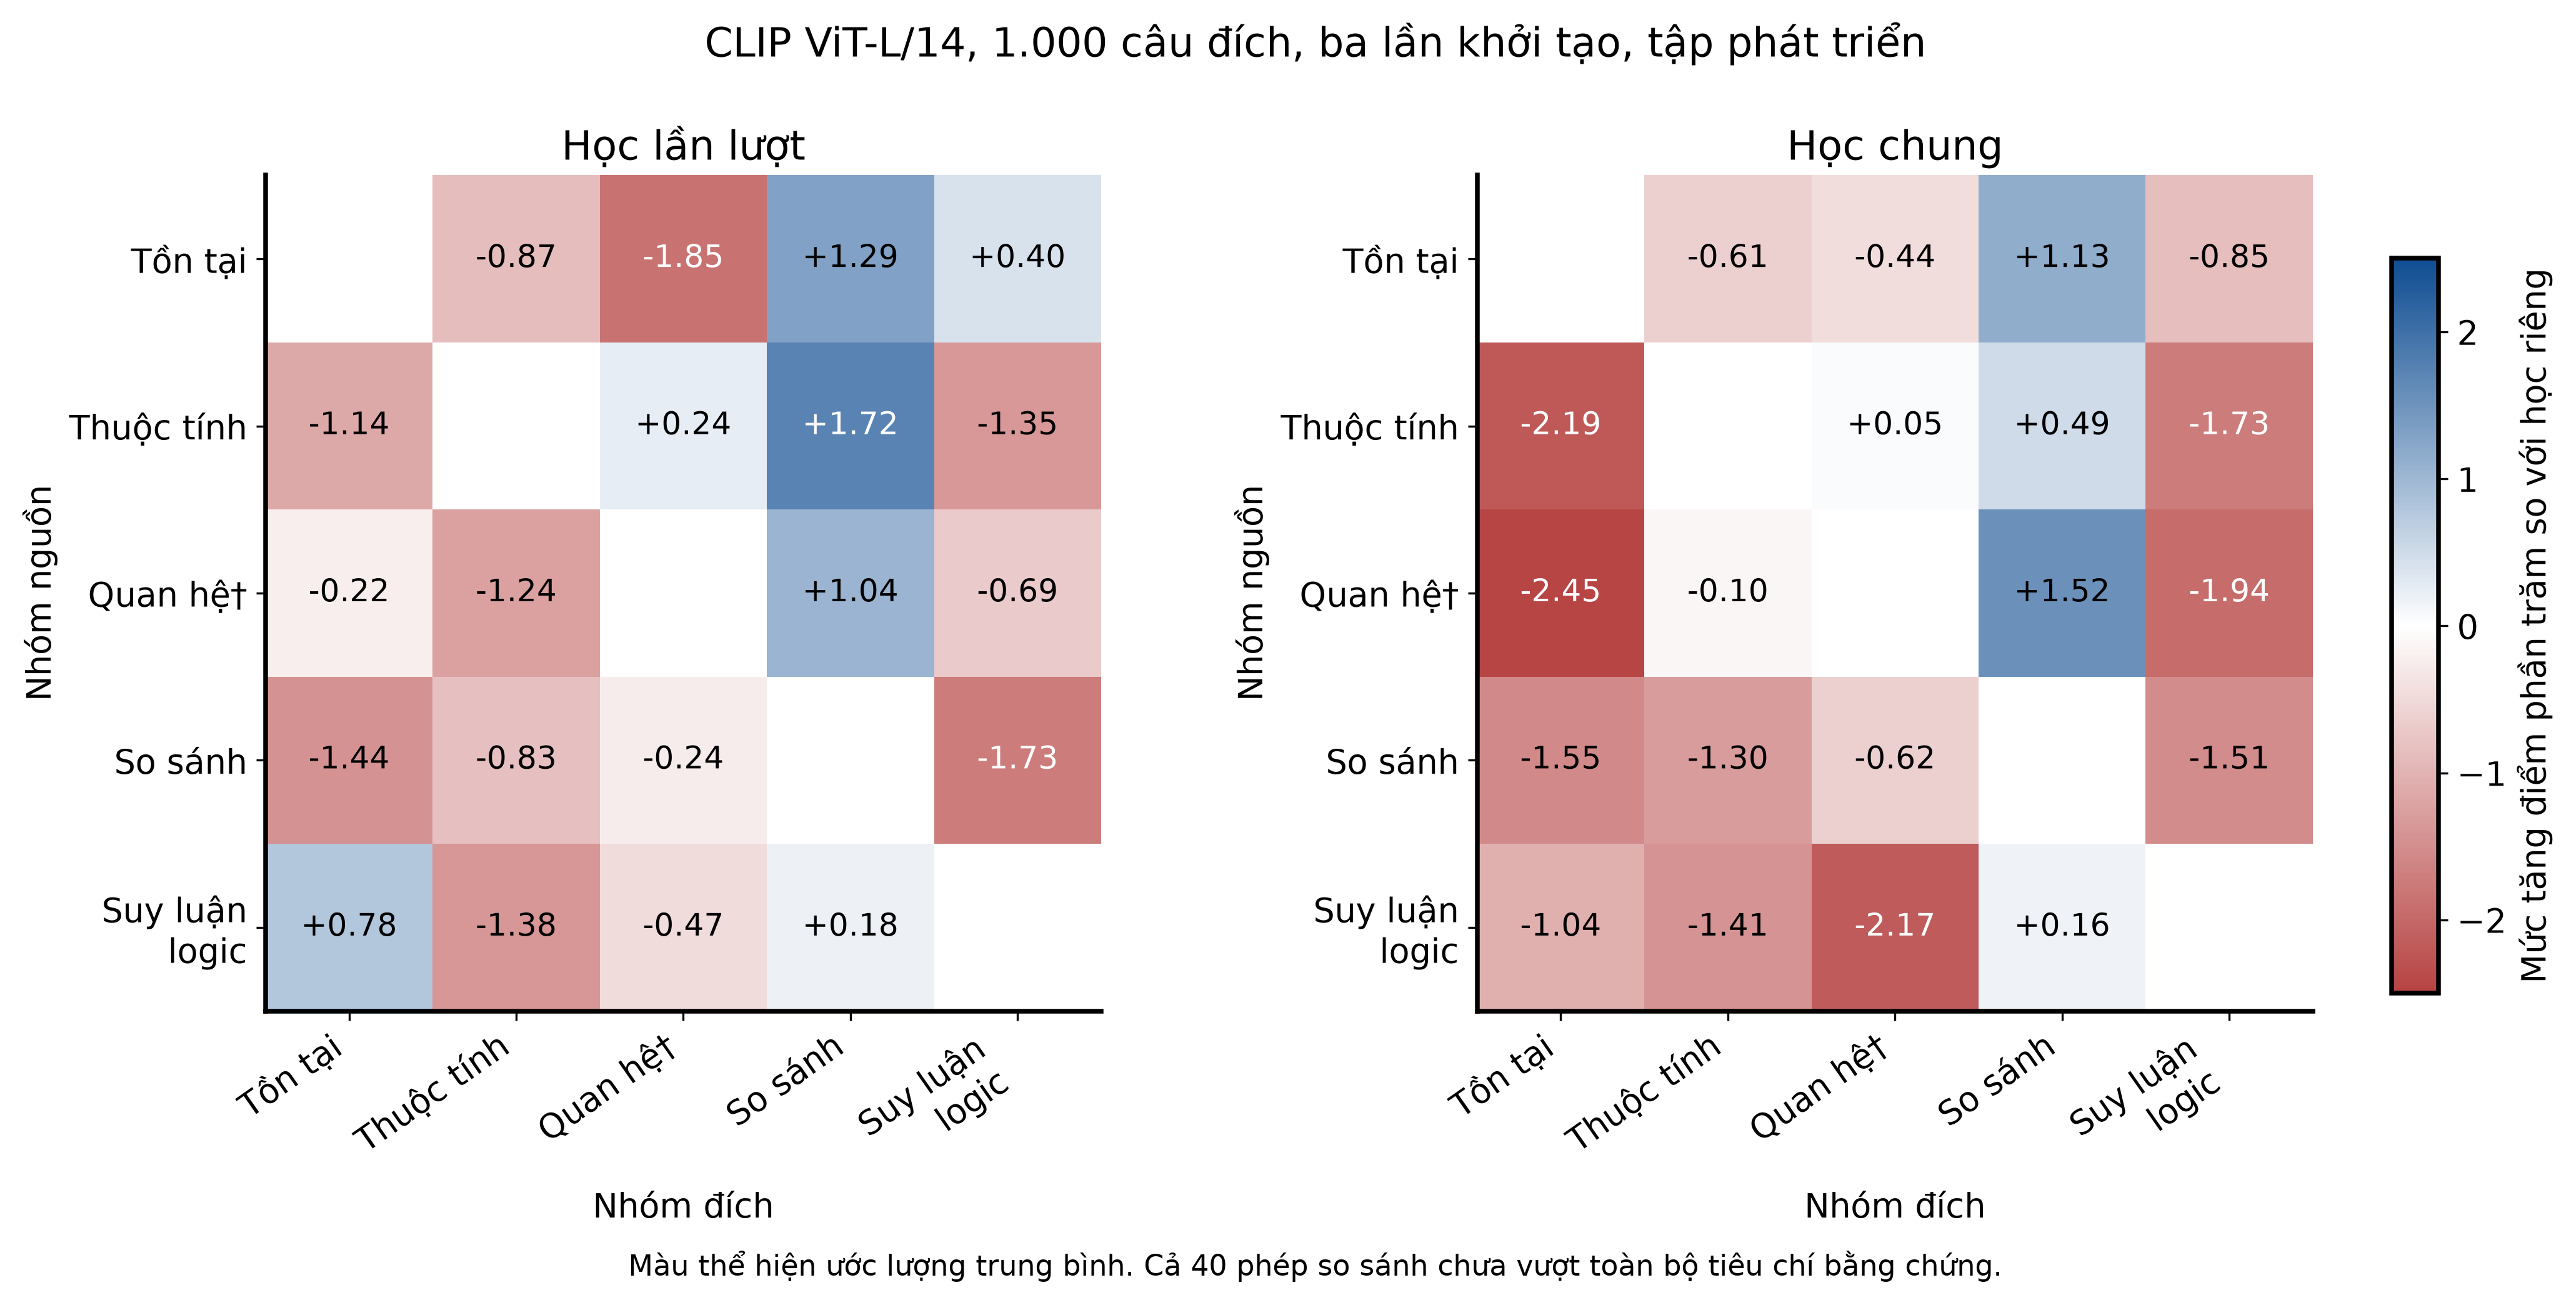 CLIP ViT-L/14, 1.000 câu đích, ba lần khởi tạo, tập phát triển
Học lần lượt
Nhóm nguồn
Tồn tại
-0.87
-1.85
+1.29
+0.40
Thuộc tính
-1.14
+0.24
+1.72
-1.35
Quan hệ†
-0.22
-1.24
+1.04
-0.69
So sánh
-1.44
-0.83
-0.24
-1.73
Suy luận
logic
+0.78
-1.38
-0.47
+0.18
Tồn tại
Thuộc tính
Quan hệ†
So sánh
Suy luận
logic
Nhóm đích
Học chung
Nhóm nguồn
Tồn tại
-0.61
-0.44
+1.13
-0.85
Thuộc tính
-2.19
+0.05
+0.49
-1.73
Quan hệ†
-2.45
-0.10
+1.52
-1.94
So sánh
-1.55
-1.30
-0.62
-1.51
Suy luận
logic
-1.04
-1.41
-2.17
+0.16
Tồn tại
Thuộc tính
Quan hệ†
So sánh
Suy luận
logic
Nhóm đích
2
1
0
−1
−2
Mức tăng điểm phần trăm so với học riêng
Màu thể hiện ước lượng trung bình. Cả 40 phép so sánh chưa vượt toàn bộ tiêu chí bằng chứng.